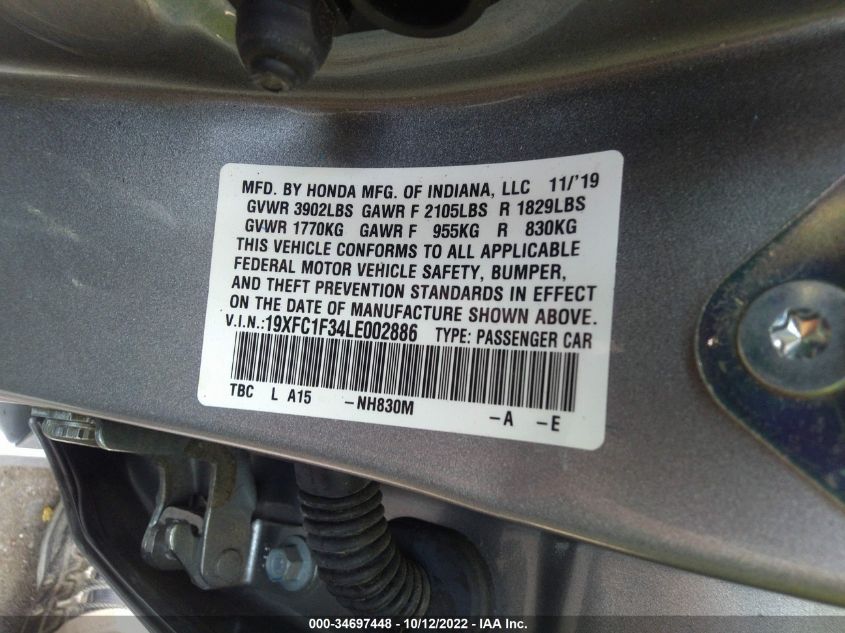 MFD. BY HONDA MFG. OF INDIANA, LLC 11/'19
GVWR 3902LBS GAWR F 2105LBS R 1829LBS
GVWR 1770KG GAWR F 955KG R 830KG
THIS VEHICLE CONFORMS TO ALL APPLICABLE
FEDERAL MOTOR VEHICLE SAFETY, BUMPER,
AND THEFT PREVENTION STANDARDS IN EFFECT
ON THE DATE OF MANUFACTURE SHOWN ABOVE.
V.I.N.:19XFC1F34LE002886 TYPE: PASSENGER CAR
TBC L A15 -NH830M -A -E
000-34697448 - 10/12/2022 - IAA Inc.